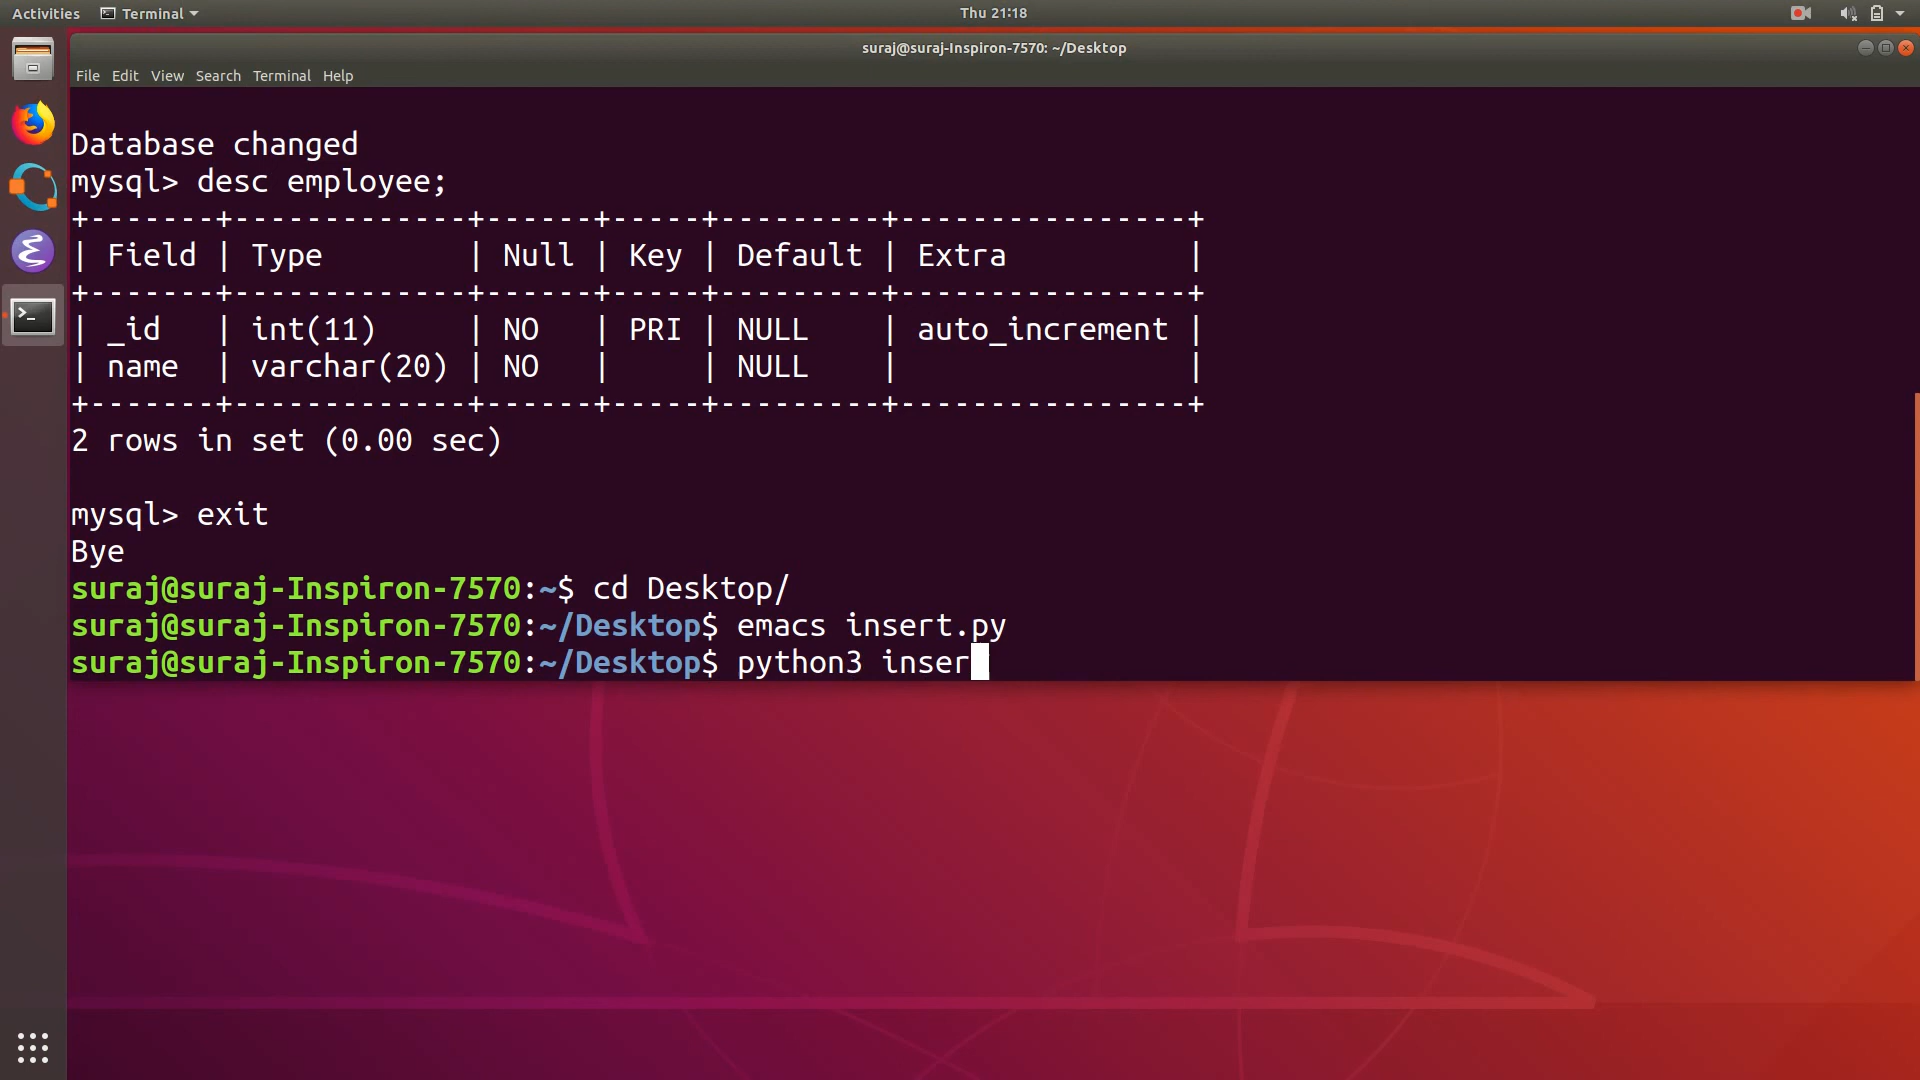 Activities Terminal Thu 21:18
suraj@suraj-Inspiron-7570: ~/Desktop
File Edit View Search Terminal Help
Database changed
mysql> desc employee;
+-------+-------------+------+-----+---------+----------------+
| Field | Type        | Null | Key | Default | Extra          |
+-------+-------------+------+-----+---------+----------------+
| _id   | int(11)     | NO   | PRI | NULL    | auto_increment |
| name  | varchar(20) | NO   |     | NULL    |                |
+-------+-------------+------+-----+---------+----------------+
2 rows in set (0.00 sec)
mysql> exit
Bye
suraj@suraj-Inspiron-7570:~$ cd Desktop/
suraj@suraj-Inspiron-7570:~/Desktop$ emacs insert.py
suraj@suraj-Inspiron-7570:~/Desktop$ python3 inser